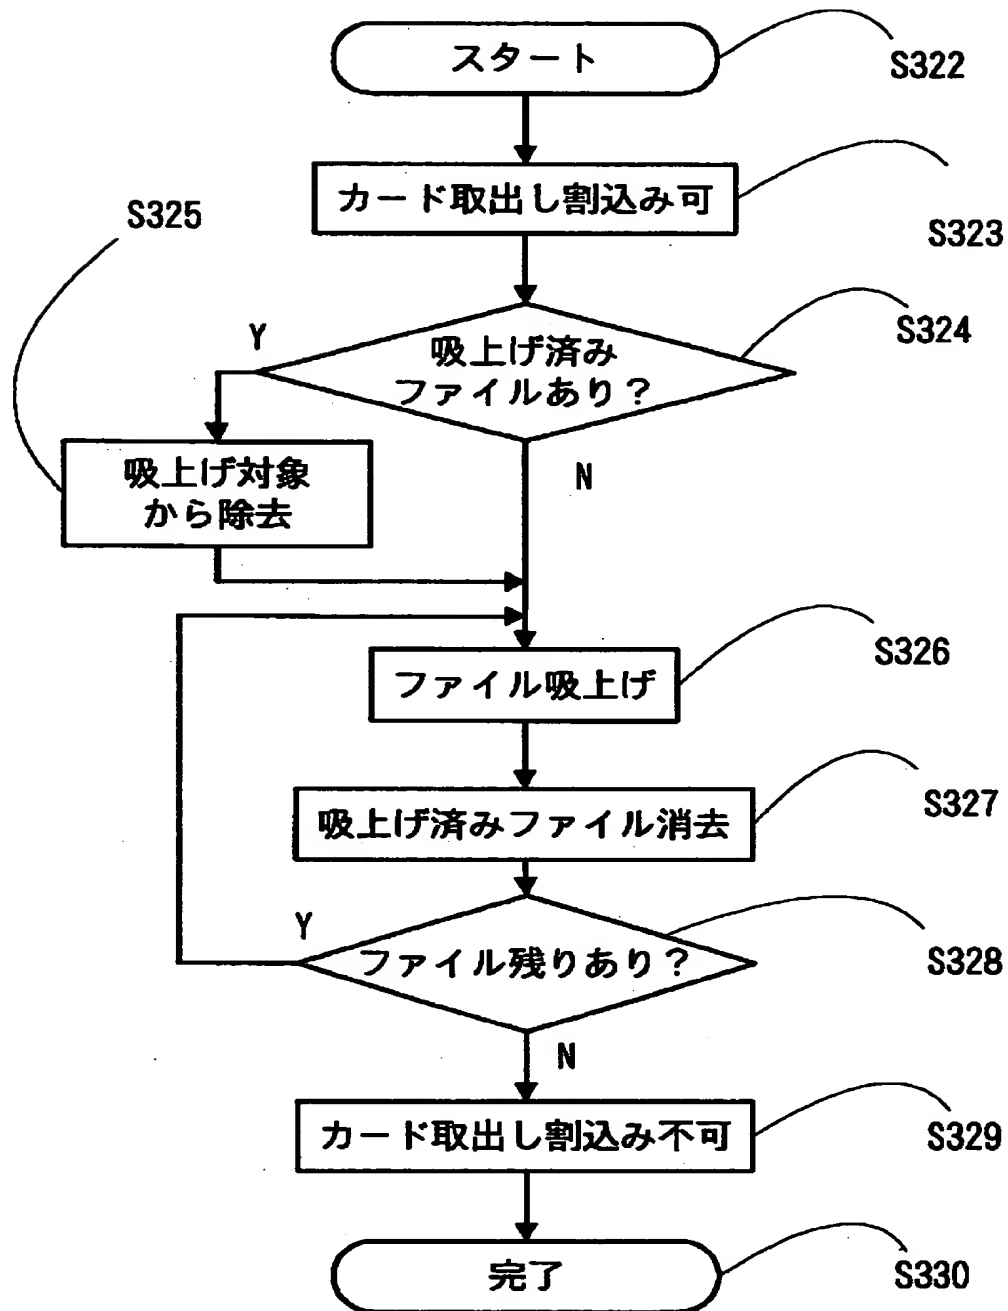 スタート
S322
カード取出し割込み可
S323
S325
吸上げ済み
ファイルあり?
S324
Y
N
吸上げ対象
から除去
ファイル吸上げ
S326
吸上げ済みファイル消去
S327
Y
ファイル残りあり?
S328
N
カード取出し割込み不可
S329
完了
S330